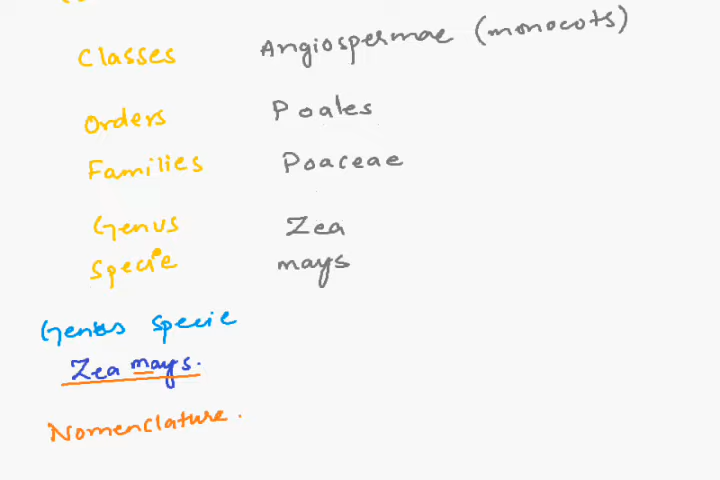 Classes Angiospermae (monocots)
Orders Poales
Families Poaceae
Genus Zea
Specie mays
Genus specie
Zea mays.
Nomenclature.